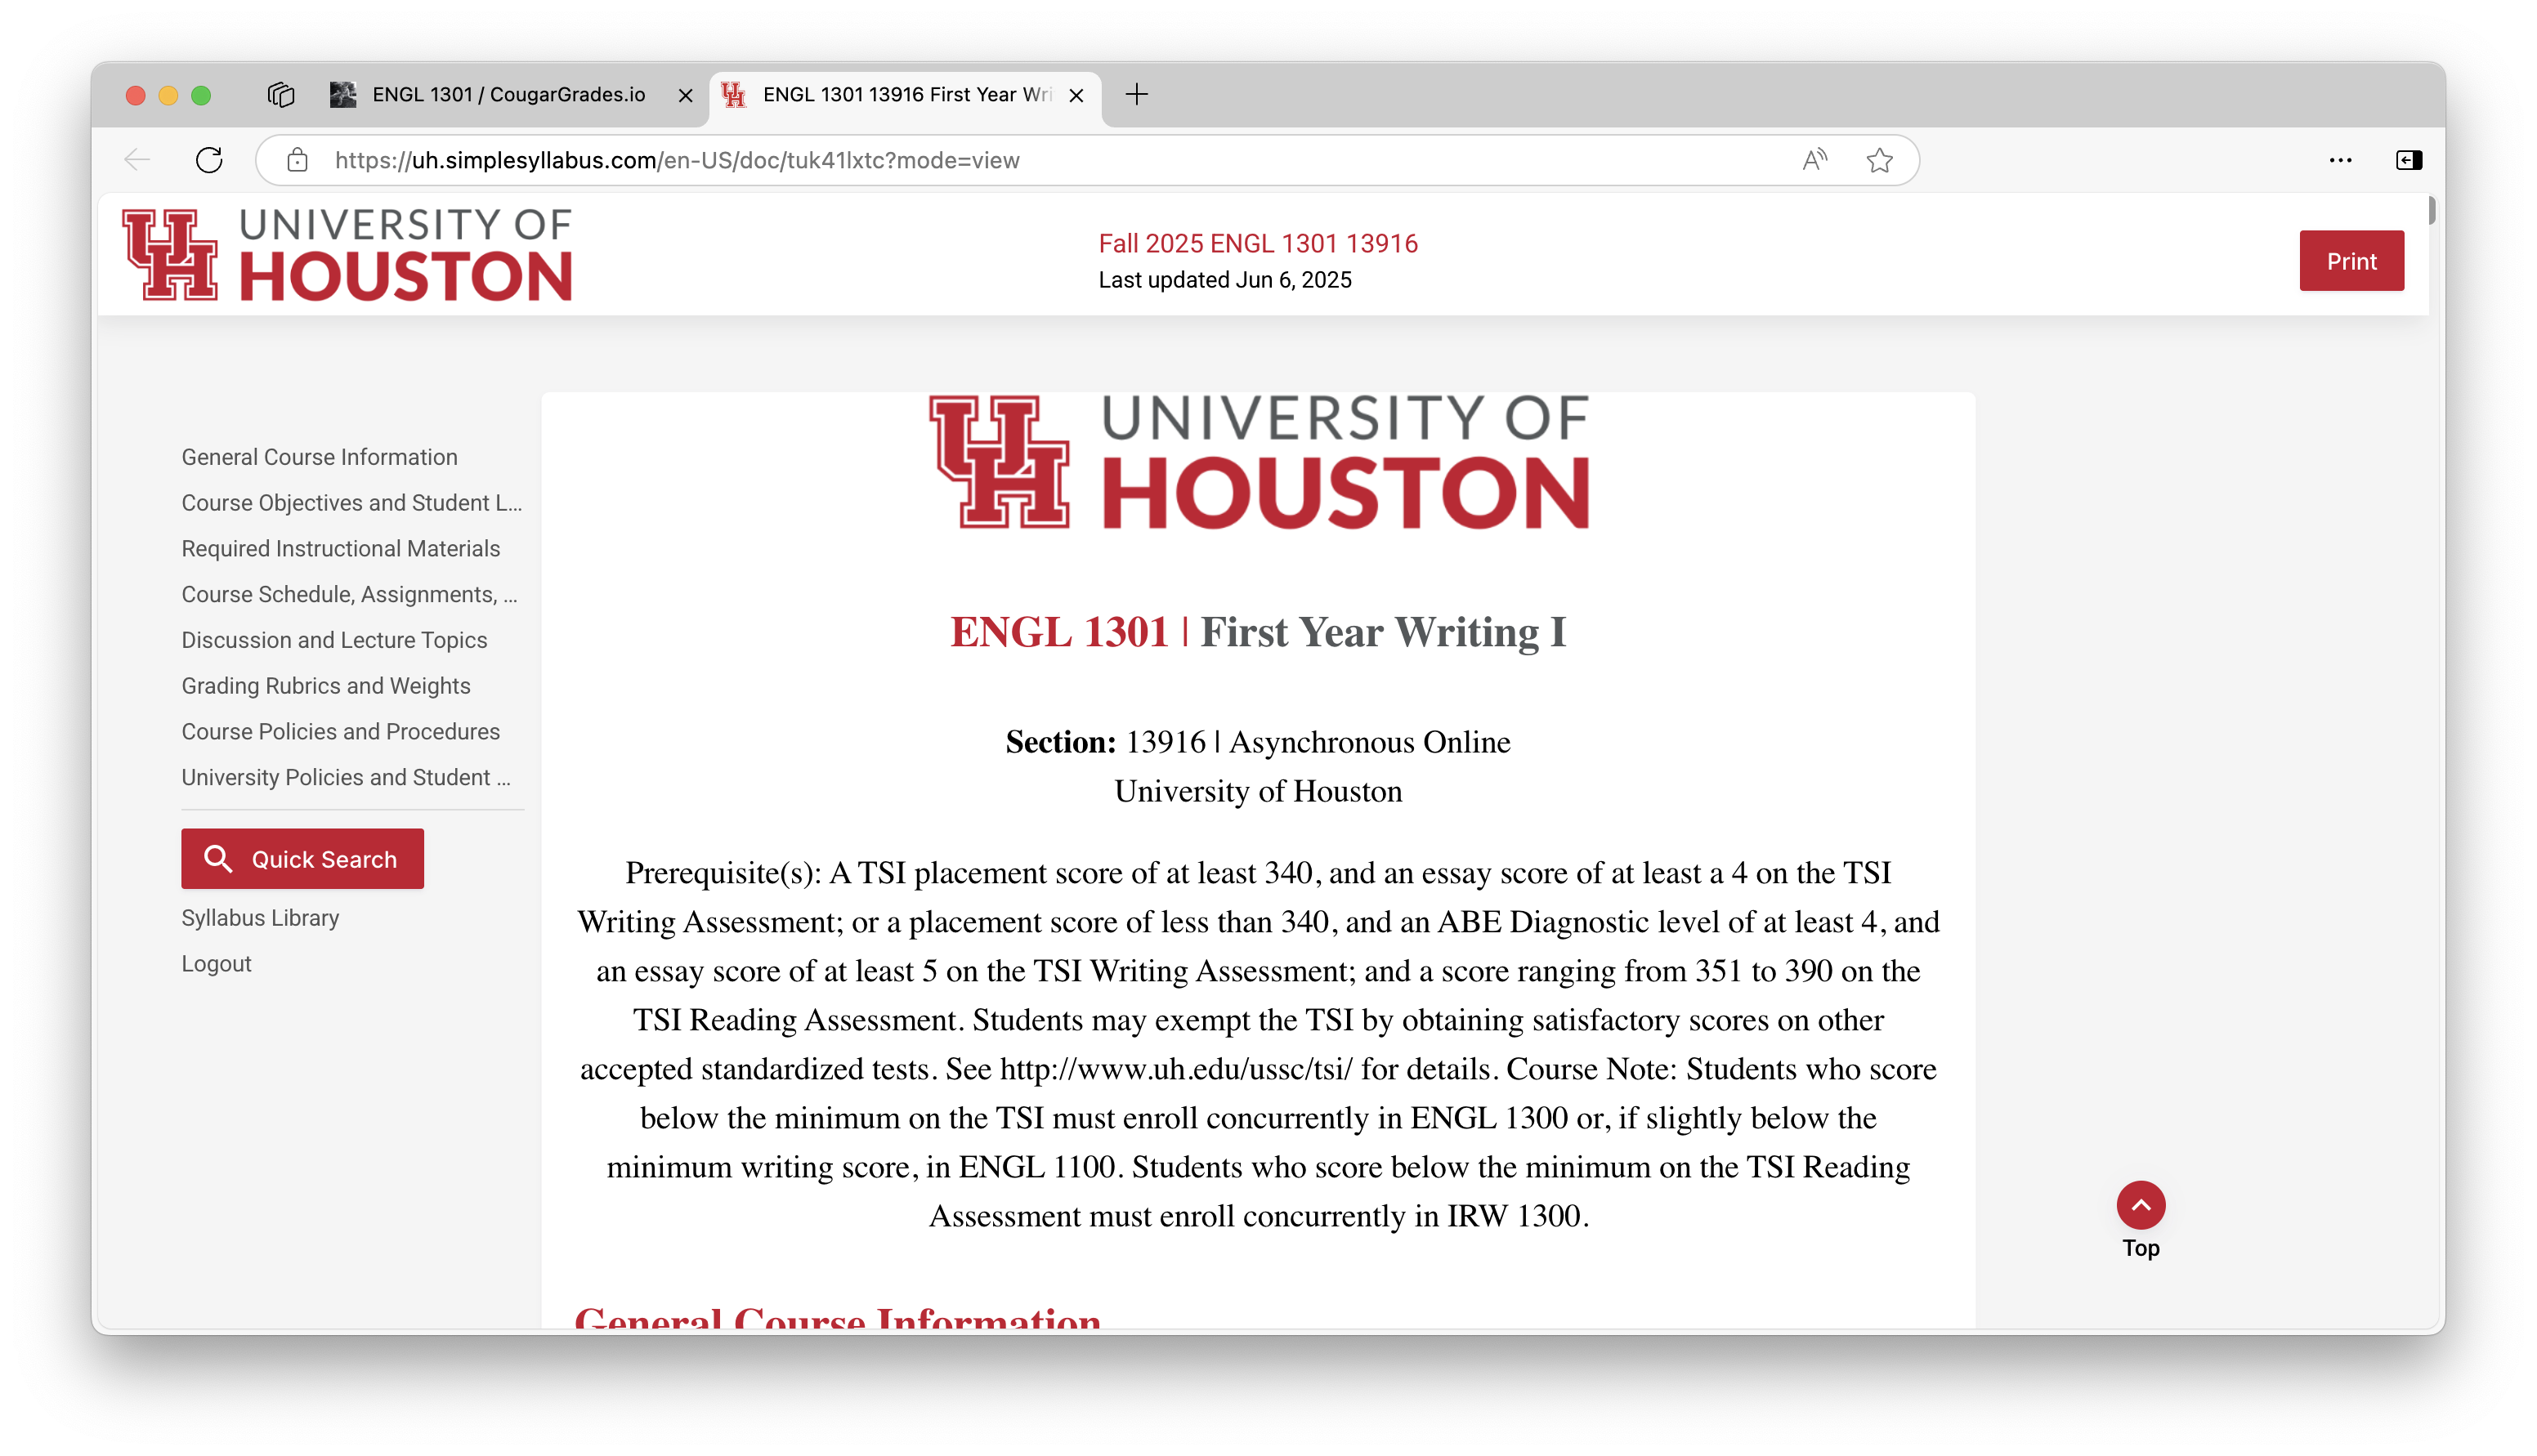 ENGL 1301 / CougarGrades.io
ENGL 1301 13916 First Year Wri
https://uh.simplesyllabus.com/en-US/doc/tuk41lxtc?mode=view
UH
UNIVERSITY OF
HOUSTON
Fall 2025 ENGL 1301 13916
Last updated Jun 6, 2025
Print
General Course Information
Course Objectives and Student L...
Required Instructional Materials
Course Schedule, Assignments, ...
Discussion and Lecture Topics
Grading Rubrics and Weights
Course Policies and Procedures
University Policies and Student ...
Quick Search
Syllabus Library
Logout
UH
UNIVERSITY OF
HOUSTON
ENGL 1301 | First Year Writing I
Section: 13916 | Asynchronous Online
University of Houston
Prerequisite(s): A TSI placement score of at least 340, and an essay score of at least a 4 on the TSI
Writing Assessment; or a placement score of less than 340, and an ABE Diagnostic level of at least 4, and
an essay score of at least 5 on the TSI Writing Assessment; and a score ranging from 351 to 390 on the
TSI Reading Assessment. Students may exempt the TSI by obtaining satisfactory scores on other
accepted standardized tests. See http://www.uh.edu/ussc/tsi/ for details. Course Note: Students who score
below the minimum on the TSI must enroll concurrently in ENGL 1300 or, if slightly below the
minimum writing score, in ENGL 1100. Students who score below the minimum on the TSI Reading
Assessment must enroll concurrently in IRW 1300.
General Course Information
Top